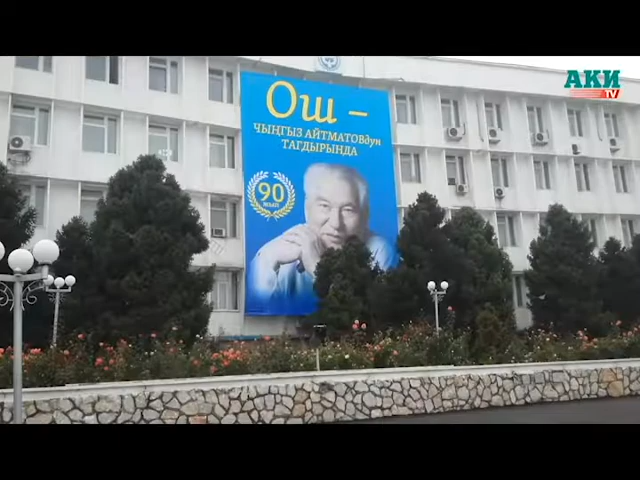 АКИ
TV
Ош –
ЧЫҢГЫЗ АЙТМАТОВдун
ТАГДЫРЫНДА
90
жыл